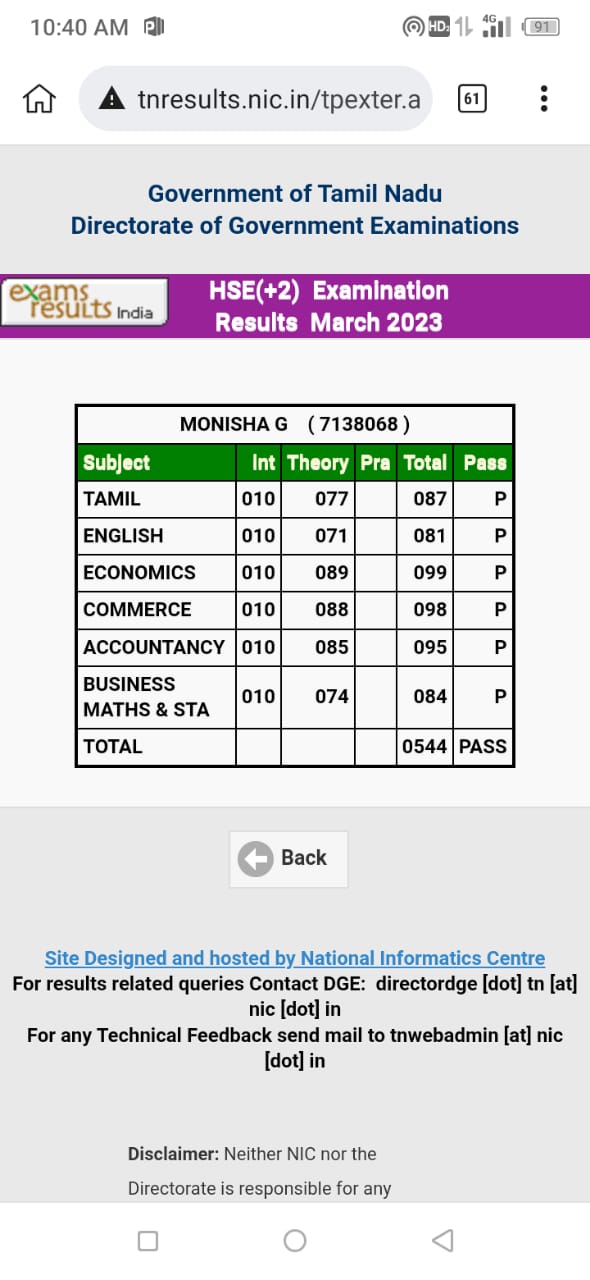 10:40 AM
HD2 4G 91
tnresults.nic.in/tpexter.a 61
Government of Tamil Nadu
Directorate of Government Examinations
exams
results India
HSE(+2) Examination
Results March 2023
MONISHA G ( 7138068 )
Subject Int Theory Pra Total Pass
TAMIL 010 077 087 P
ENGLISH 010 071 081 P
ECONOMICS 010 089 099 P
COMMERCE 010 088 098 P
ACCOUNTANCY 010 085 095 P
BUSINESS
MATHS & STA 010 074 084 P
TOTAL 0544 PASS
Back
Site Designed and hosted by National Informatics Centre
For results related queries Contact DGE: directordge [dot] tn [at]
nic [dot] in
For any Technical Feedback send mail to tnwebadmin [at] nic
[dot] in
Disclaimer: Neither NIC nor the
Directorate is responsible for any